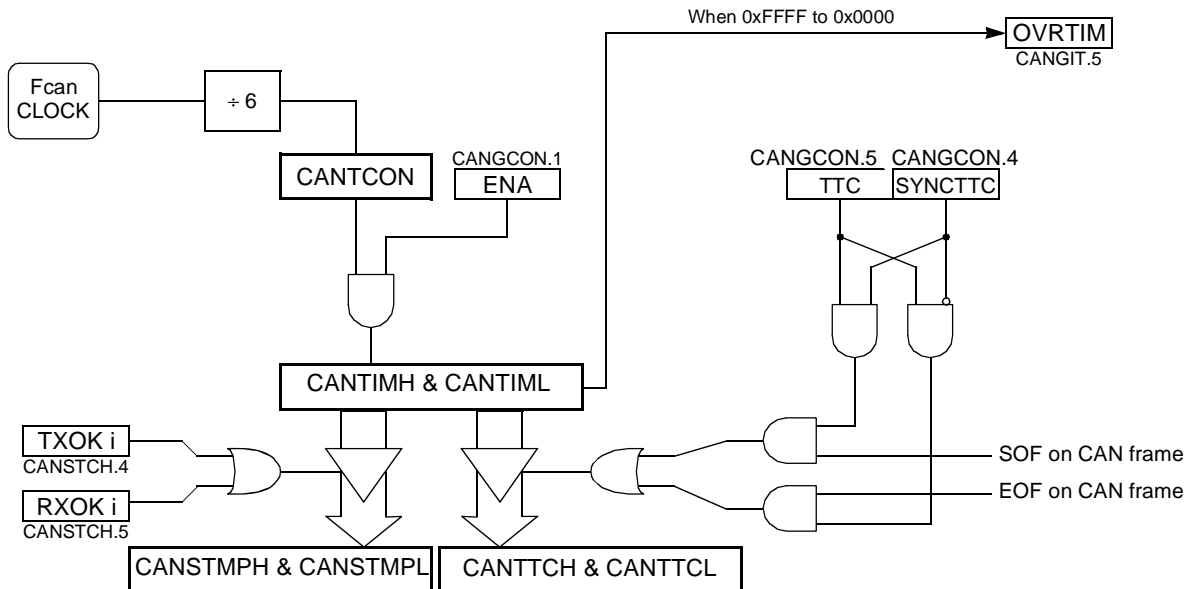 When 0xFFFF to 0x0000
OVRTIM
CANGIT.5
Fcan
CLOCK
÷ 6
CANTCON
CANGCON.1
ENA
CANGCON.5 CANGCON.4
TTC SYNCTTC
CANTIMH & CANTIML
TXOK i
CANSTCH.4
RXOK i
CANSTCH.5
SOF on CAN frame
EOF on CAN frame
CANSTMPH & CANSTMPL
CANTTCH & CANTTCL